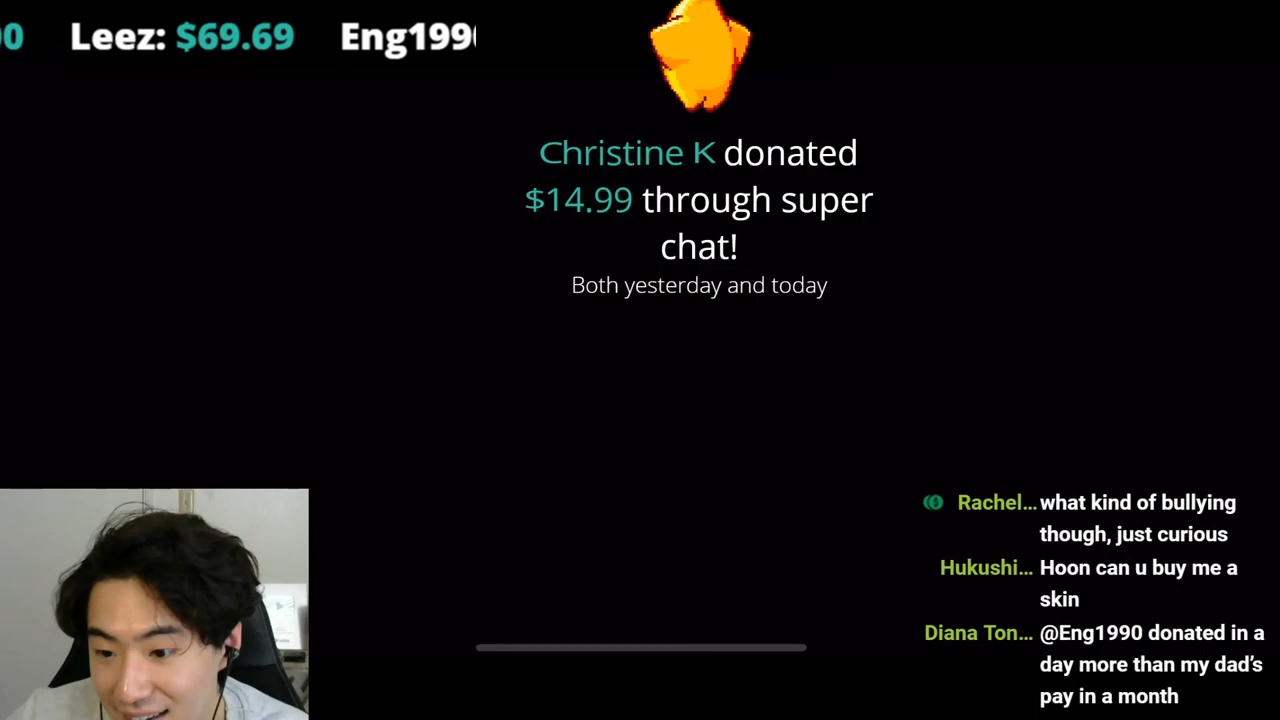 0 Leez: $69.69 Eng1990
Christine K donated
$14.99 through super
chat!
Both yesterday and today
Rachel... what kind of bullying
though, just curious
Hukushi... Hoon can u buy me a
skin
Diana Ton... @Eng1990 donated in a
day more than my dad's
pay in a month